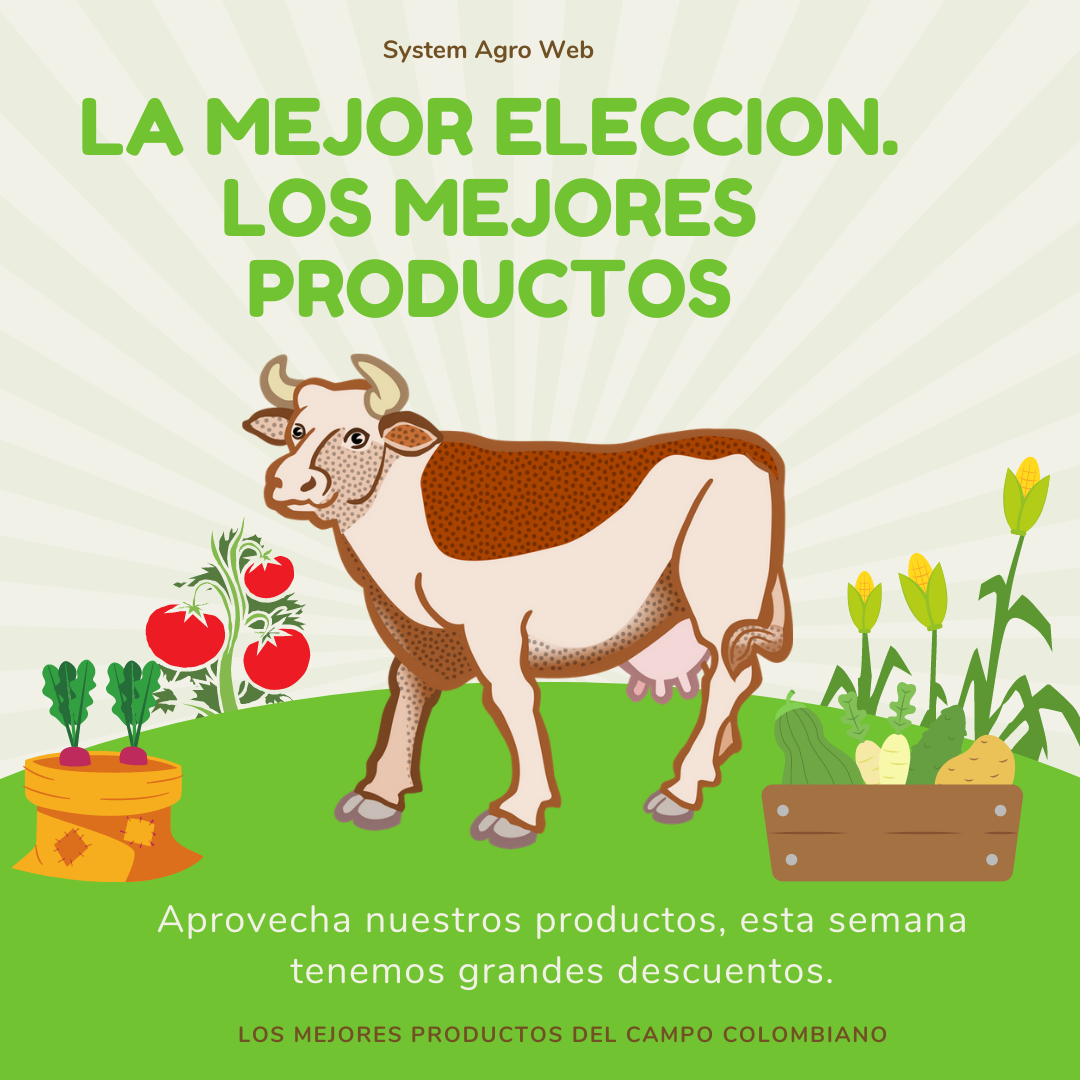 System Agro Web
LA MEJOR ELECCION.
LOS MEJORES
PRODUCTOS
Aprovecha nuestros productos, esta semana
tenemos grandes descuentos.
LOS MEJORES PRODUCTOS DEL CAMPO COLOMBIANO